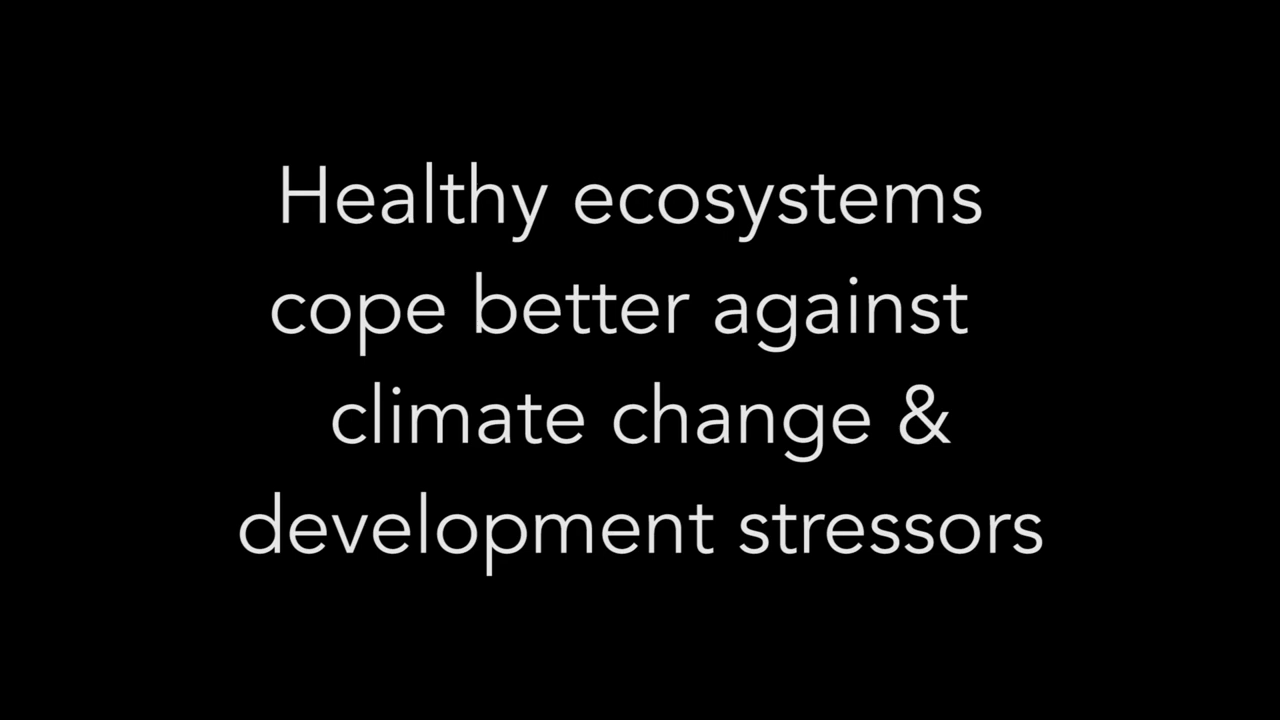 Healthy ecosystems
cope better against
climate change &
development stressors